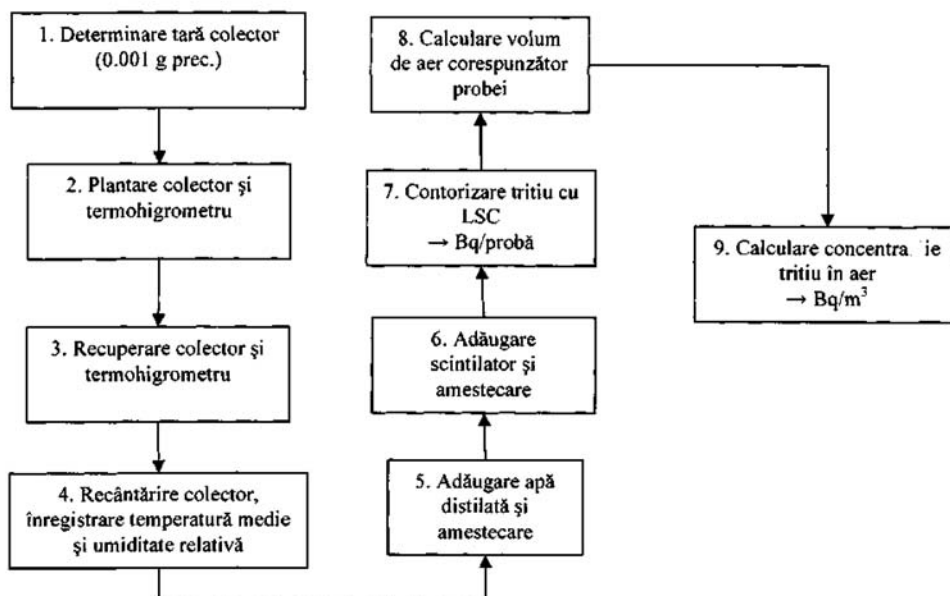 1. Determinare tară colector
(0.001 g prec.)
2. Plantare colector şi
termohigrometru
3. Recuperare colector şi
termohigrometru
4. Recântărire colector,
înregistrare temperatură medie
şi umiditate relativă
5. Adăugare apă
distilată şi
amestecare
6. Adăugare
scintilator şi
amestecare
7. Contorizare tritiu cu
LSC
→ Bq/probă
8. Calculare volum
de aer corespunzător
probei
9. Calculare concentra ie
tritiu în aer
→ Bq/m³